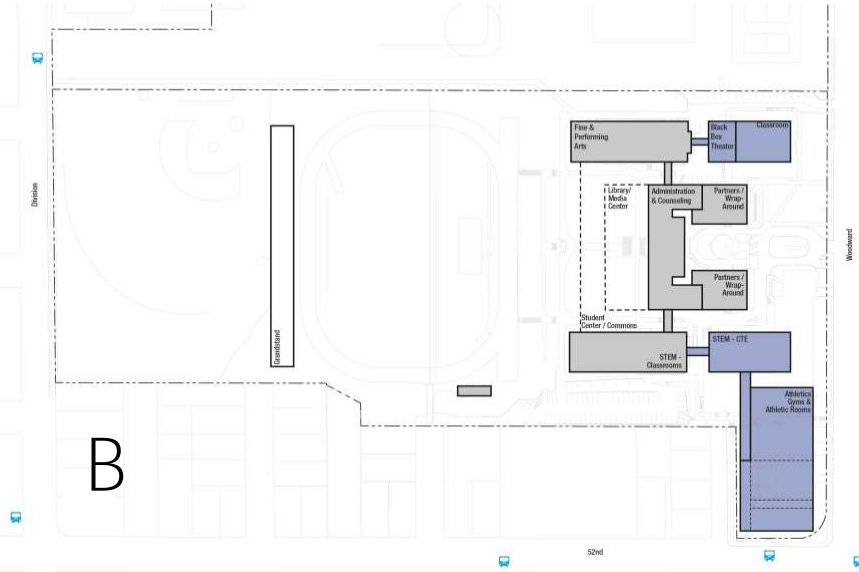 Fine &
Performing
Arts
Black
Box
Theater
Classroom
Library/
Media
Center
Administration
& Counseling
Partners /
Wrap-
Around
Division
Woodward
Partners /
Wrap-
Around
Student
Center / Commons
Grandstand
STEM -
Classrooms
STEM - CTE
Athletics
Gyms &
Athletic Rooms
B
52nd